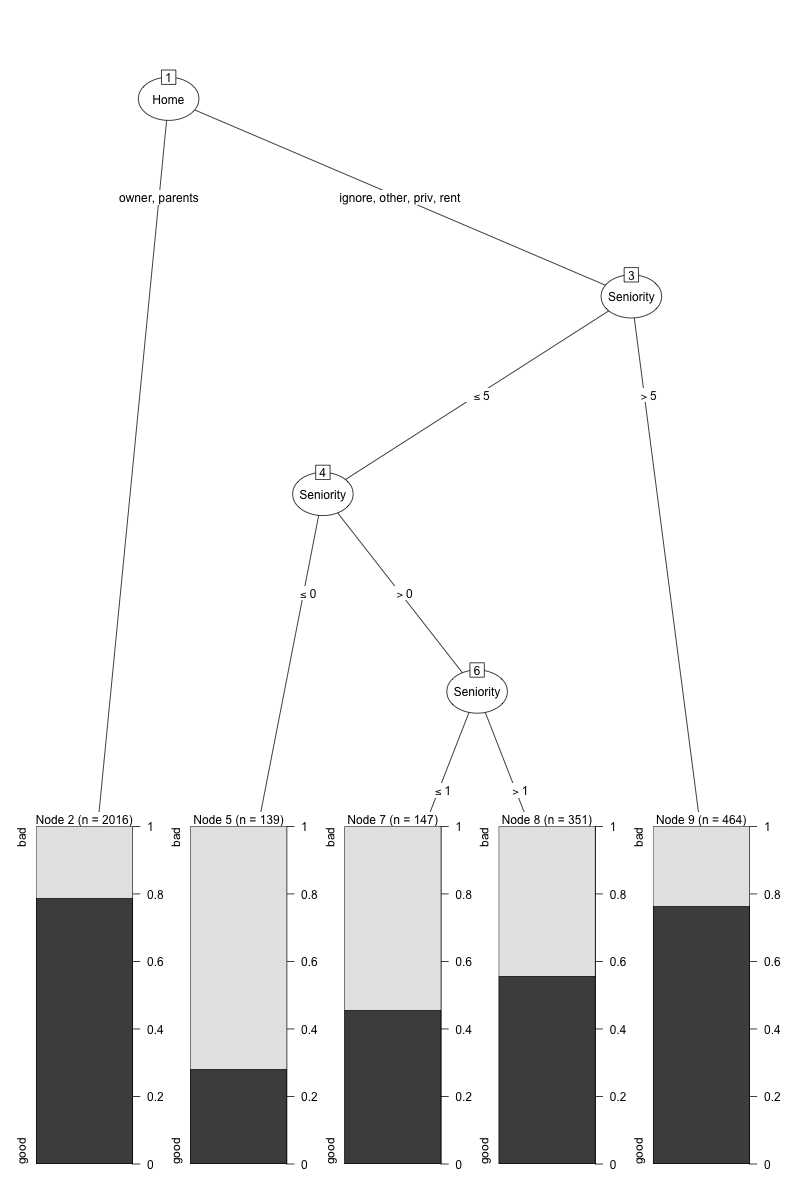 1
Home
owner, parents
ignore, other, priv, rent
3
Seniority
≤ 5
> 5
4
Seniority
≤ 0
> 0
6
Seniority
≤ 1
> 1
Node 2 (n = 2016)
bad
good
1
0.8
0.6
0.4
0.2
0
Node 5 (n = 139)
bad
good
1
0.8
0.6
0.4
0.2
0
Node 7 (n = 147)
bad
good
1
0.8
0.6
0.4
0.2
0
Node 8 (n = 351)
bad
good
1
0.8
0.6
0.4
0.2
0
Node 9 (n = 464)
bad
good
1
0.8
0.6
0.4
0.2
0